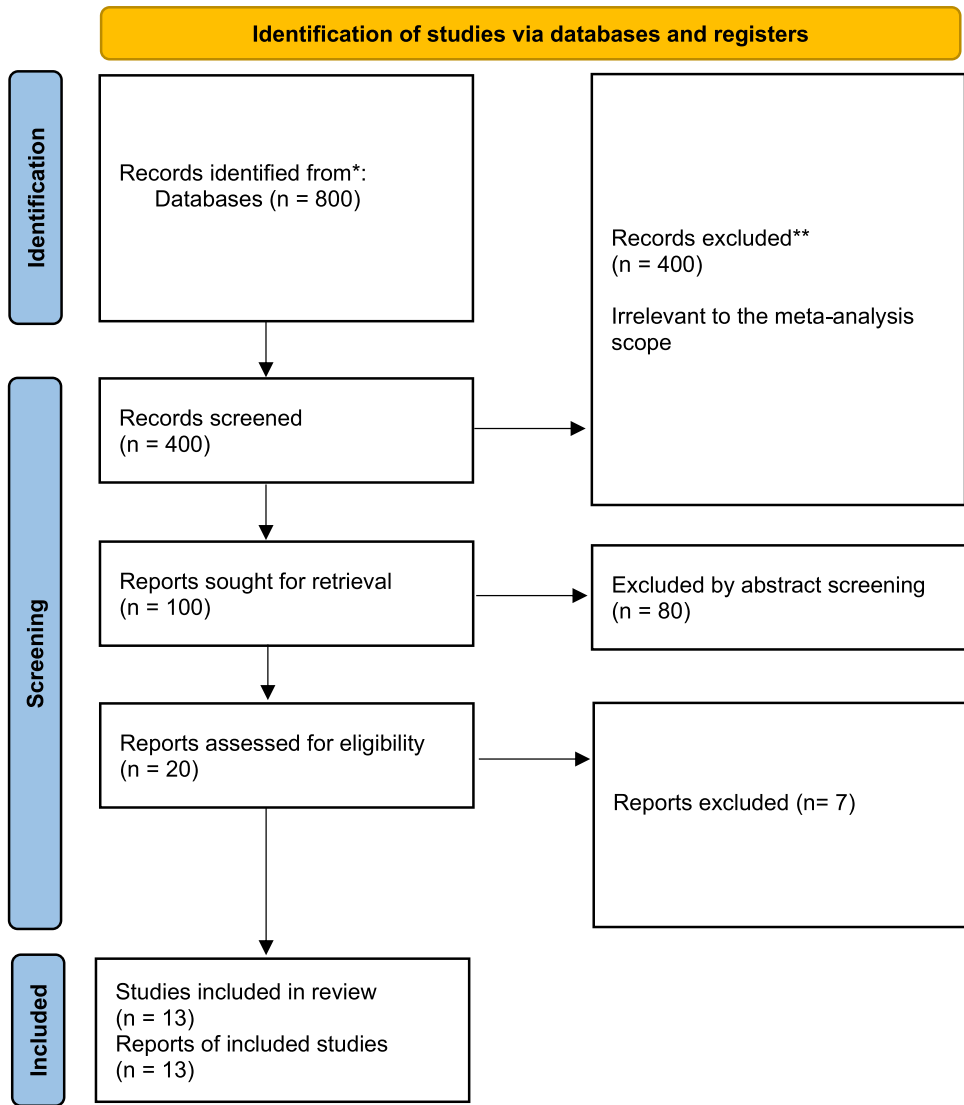 Identification of studies via databases and registers
Identification
Records identified from*:
Databases (n = 800)
Records excluded**
(n = 400)
Irrelevant to the meta-analysis
scope
Screening
Records screened
(n = 400)
Reports sought for retrieval
(n = 100)
Excluded by abstract screening
(n = 80)
Reports assessed for eligibility
(n = 20)
Reports excluded (n= 7)
Included
Studies included in review
(n = 13)
Reports of included studies
(n = 13)